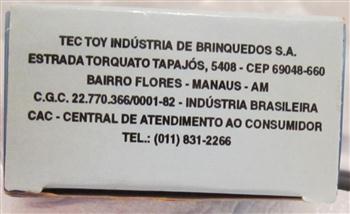 TEC TOY INDÚSTRIA DE BRINQUEDOS S.A.
ESTRADA TORQUATO TAPAJÓS, 5408 - CEP 69048-660
BAIRRO FLORES - MANAUS - AM
C.G.C. 22.770.366/0001-82 - INDÚSTRIA BRASILEIRA
CAC - CENTRAL DE ATENDIMENTO AO CONSUMIDOR
TEL.: (011) 831-2266